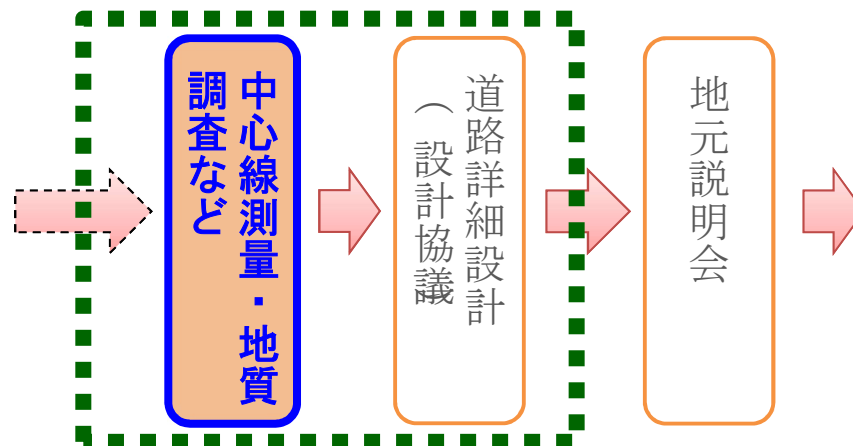 中心線測量・地質
調査など
道路詳細設計
（設計協議）
地元説明会